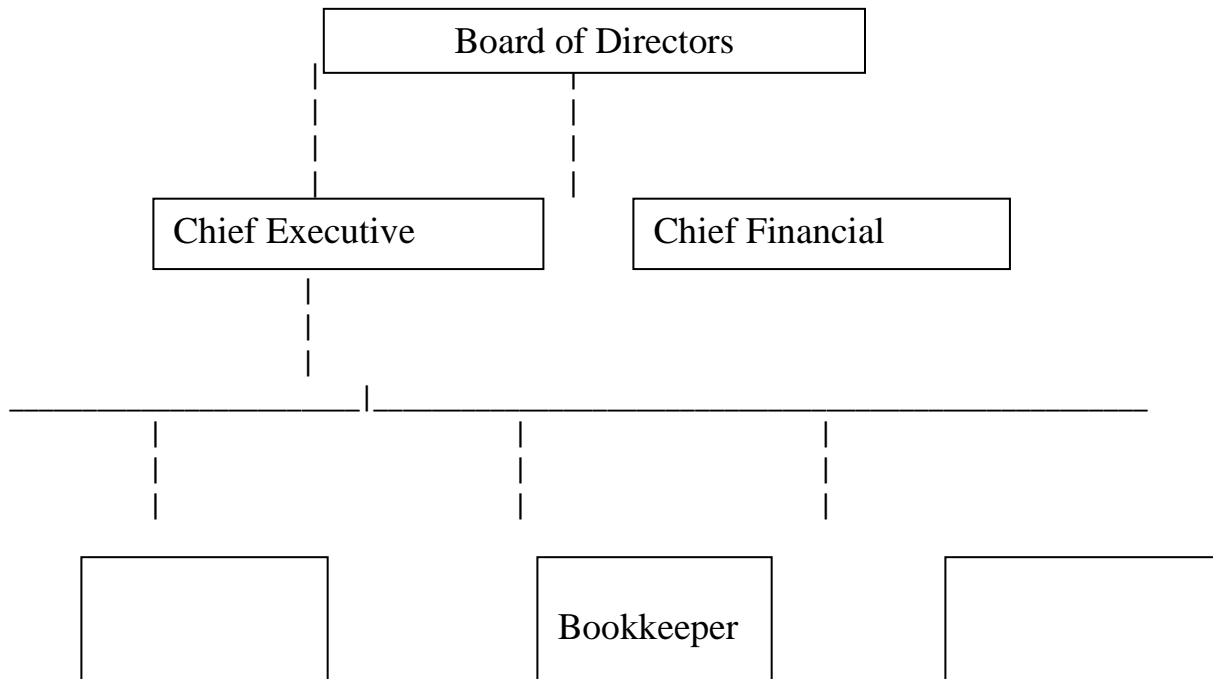 Board of Directors
Chief Executive
Chief Financial
Bookkeeper